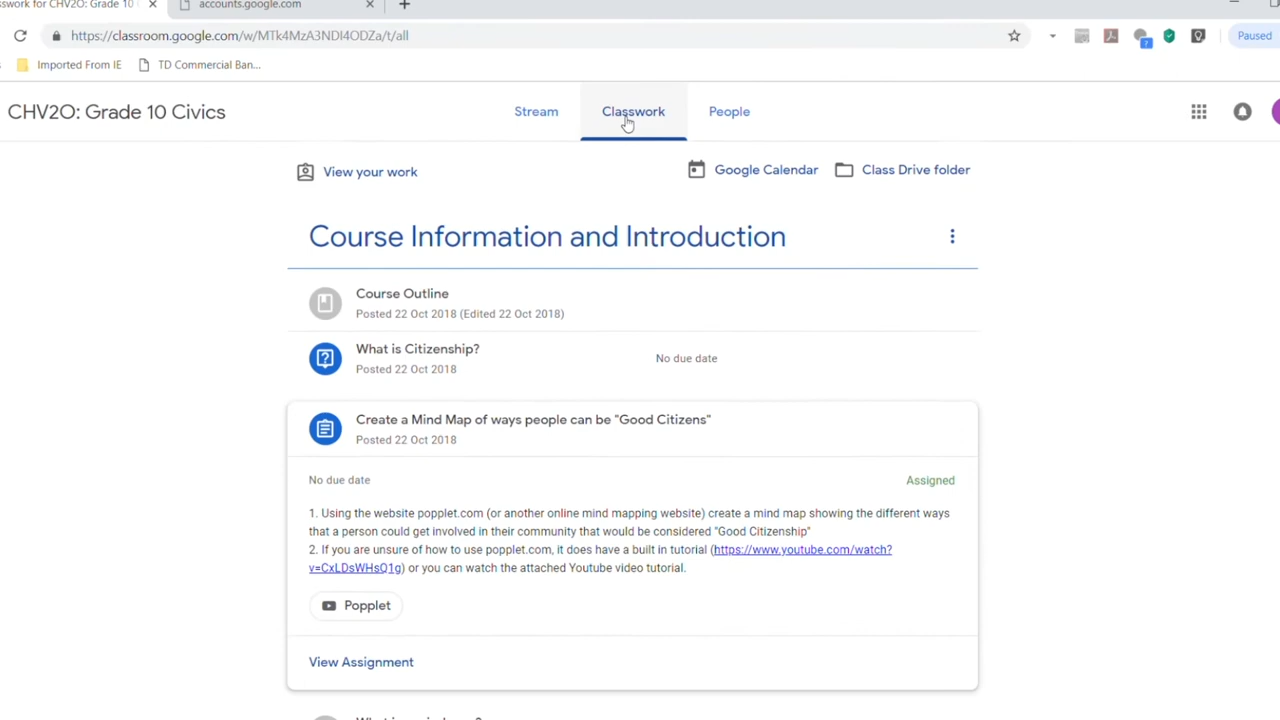 swork for CHV2O: Grade 10
accounts.google.com
https://classroom.google.com/w/MTk4MzA3NDI4ODZa/t/all
Paused
Imported From IE
TD Commercial Ban...
CHV2O: Grade 10 Civics
Stream
Classwork
People
View your work
Google Calendar
Class Drive folder
Course Information and Introduction
Course Outline
Posted 22 Oct 2018 (Edited 22 Oct 2018)
What is Citizenship?
Posted 22 Oct 2018
No due date
Create a Mind Map of ways people can be "Good Citizens"
Posted 22 Oct 2018
No due date
Assigned
1. Using the website popplet.com (or another online mind mapping website) create a mind map showing the different ways
that a person could get involved in their community that would be considered "Good Citizenship"
2. If you are unsure of how to use popplet.com, it does have a built in tutorial (https://www.youtube.com/watch?
v=CxLDsWHsQ1g) or you can watch the attached Youtube video tutorial.
Popplet
View Assignment